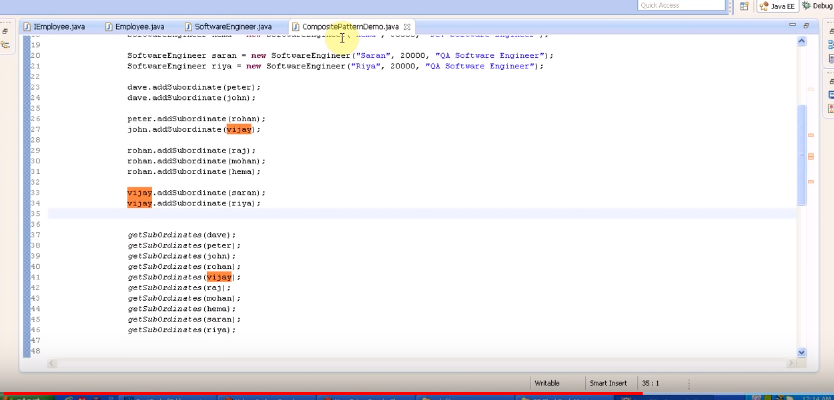 Quick Access
Java EE
Debug
IEmployee.java
Employee.java
SoftwareEngineer.java
CompostePatternDemo.java
19
20 SoftwareEngineer saran = new SoftwareEngineer("Saran", 20000, "QA Software Engineer");
21 SoftwareEngineer riya = new SoftwareEngineer("Riya", 20000, "QA Software Engineer");
22
23 dave.addSubordinate(peter);
24 dave.addSubordinate(john);
25
26 peter.addSubordinate(rohan);
27 john.addSubordinate(vijay);
28
29 rohan.addSubordinate(raj);
30 rohan.addSubordinate(mohan);
31 rohan.addSubordinate(hema);
32
33 vijay.addSubordinate(saran);
34 vijay.addSubordinate(riya);
35
36
37 getSubOrdinates(dave);
38 getSubOrdinates(peter);
39 getSubOrdinates(john);
40 getSubOrdinates(rohan);
41 getSubOrdinates(vijay);
42 getSubOrdinates(raj);
43 getSubOrdinates(mohan);
44 getSubOrdinates(hema);
45 getSubOrdinates(saran);
46 getSubOrdinates(riya);
47
48
Writable
Smart Insert
35 : 1